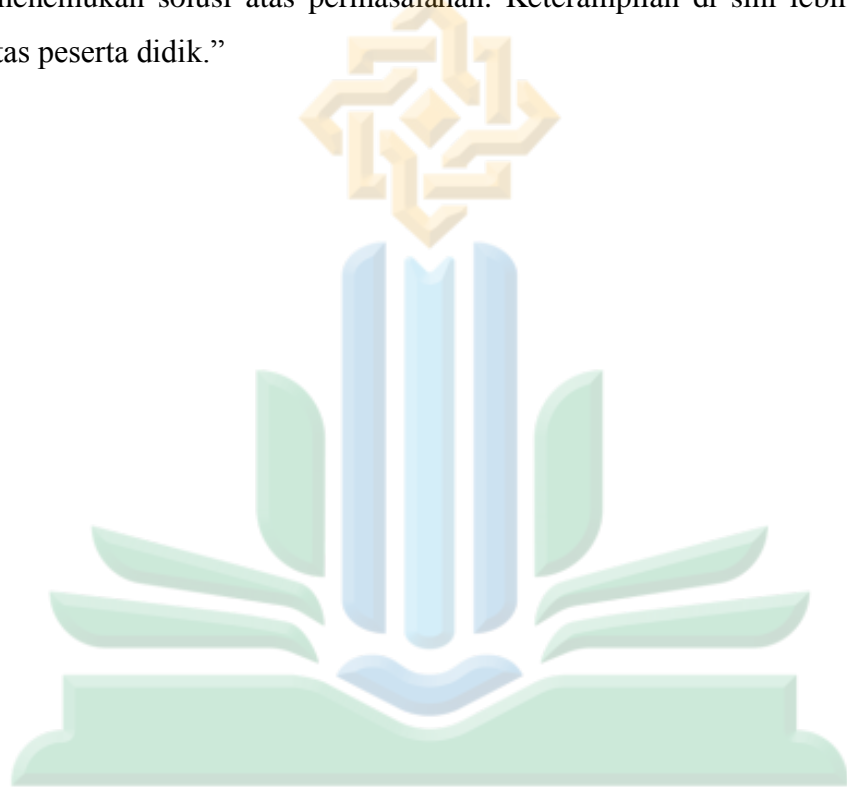 menemukan solusi atas permasalahan. Keterampilan di sini lebih
tas peserta didik.”